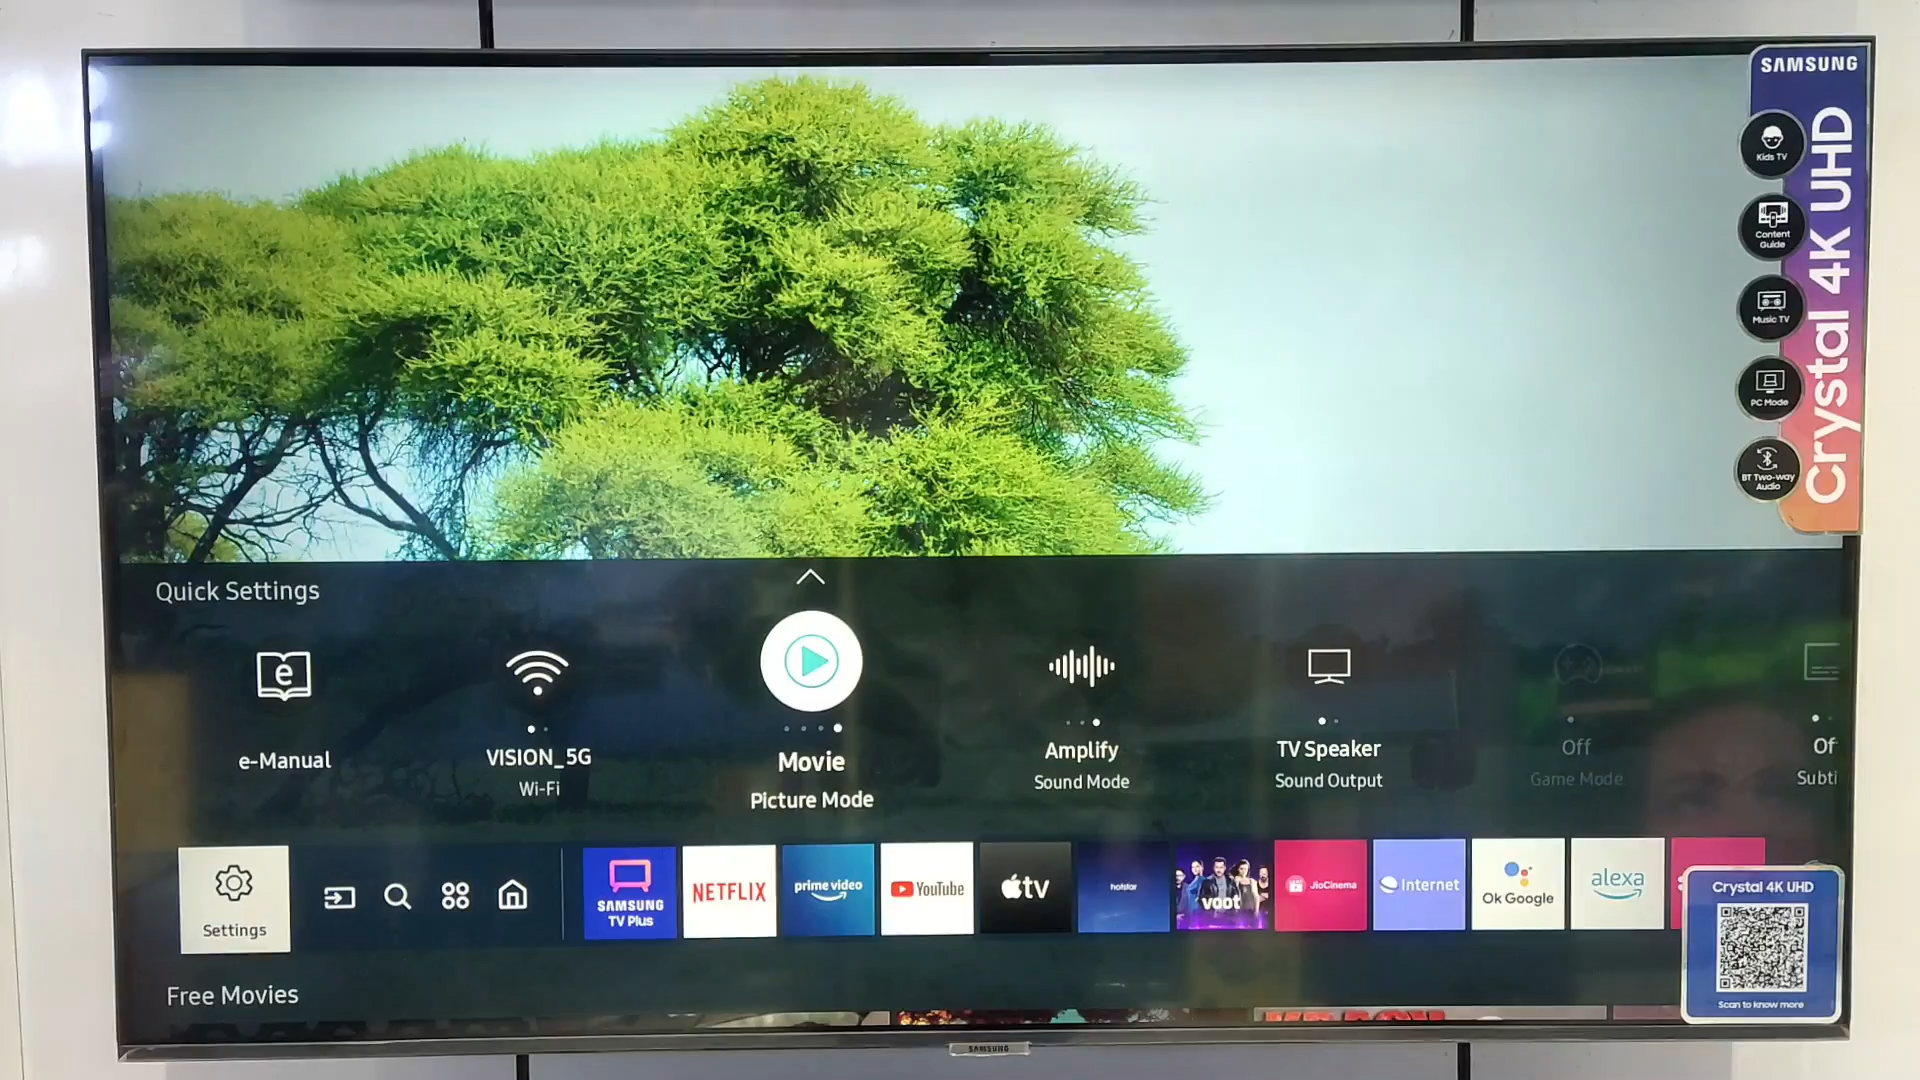 SAMSUNG
Crystal 4K UHD
Kids TV
Content
Guide
Music TV
PC Mode
BT Two-way
Audio
Quick Settings
e-Manual
VISION_5G
Wi-Fi
Movie
Picture Mode
Amplify
Sound Mode
TV Speaker
Sound Output
Off
Game Mode
Of
Subti
Settings
SAMSUNG
TV Plus
NETFLIX
prime video
YouTube
tv
hotstar
voot
JioCinema
Internet
Ok Google
alexa
Crystal 4K UHD
Scan to know more
Free Movies
SAMSUNG